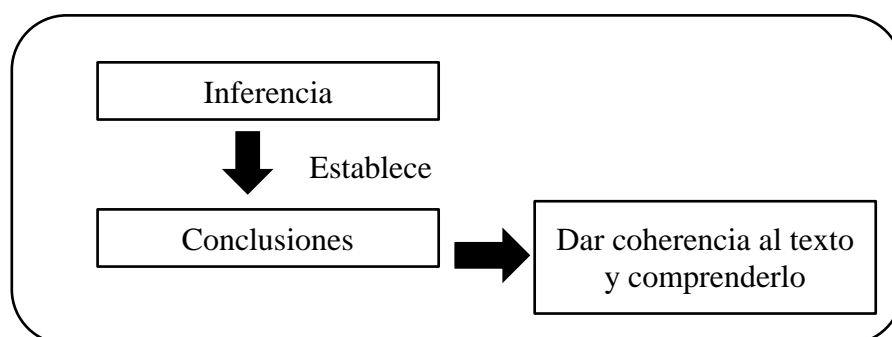 Inferencia
Establece
Conclusiones
Dar coherencia al texto
y comprenderlo